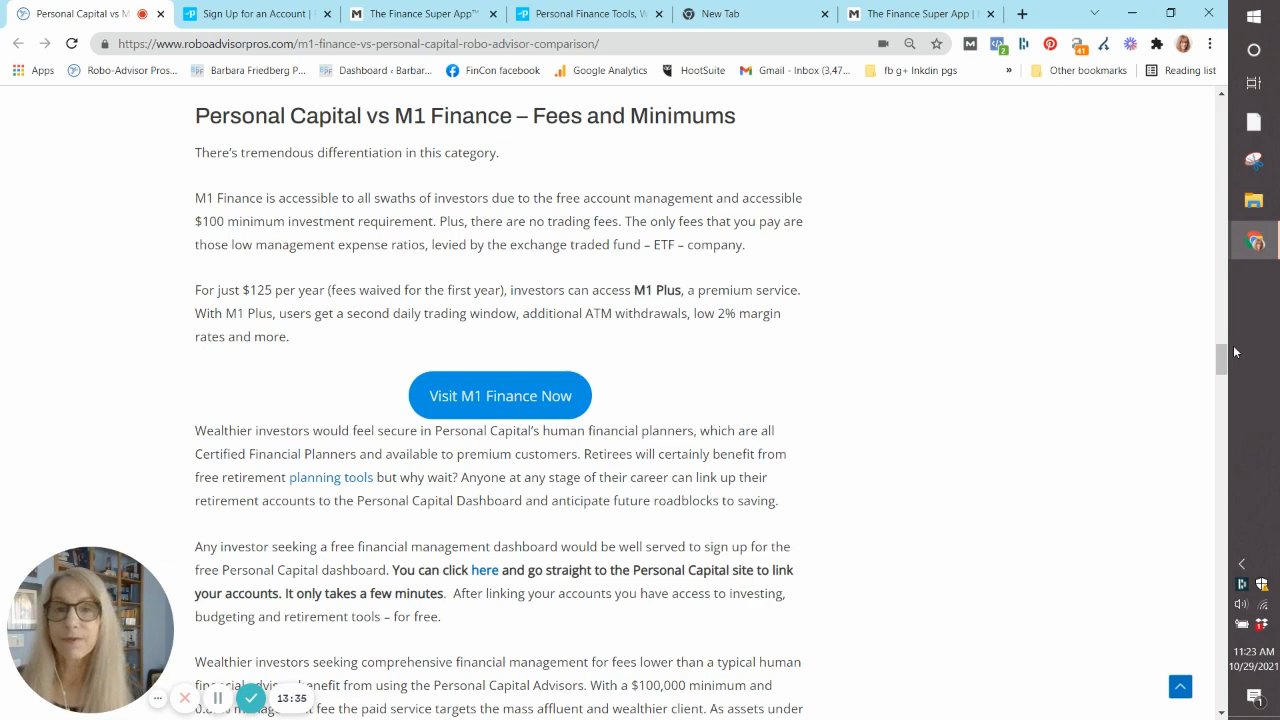 Personal Capital vs M
Sign Up for an Account |
The Finance Super App™
Personal Finance Tools, W
New Tab
The Finance Super App |
https://www.roboadvisorpros.com/m1-finance-vs-personal-capital-robo-advisor-comparison/
2
41
Apps
Robo-Advisor Pros...
Barbara Friedberg P...
Dashboard ‹ Barbar...
FinCon facebook
Google Analytics
HootSuite
Gmail - Inbox (3,47...
fb g+ lnkdin pgs
»
Other bookmarks
Reading list
Personal Capital vs M1 Finance – Fees and Minimums
There's tremendous differentiation in this category.
M1 Finance is accessible to all swaths of investors due to the free account management and accessible
$100 minimum investment requirement. Plus, there are no trading fees. The only fees that you pay are
those low management expense ratios, levied by the exchange traded fund – ETF – company.
For just $125 per year (fees waived for the first year), investors can access M1 Plus, a premium service.
With M1 Plus, users get a second daily trading window, additional ATM withdrawals, low 2% margin
rates and more.
Visit M1 Finance Now
Wealthier investors would feel secure in Personal Capital's human financial planners, which are all
Certified Financial Planners and available to premium customers. Retirees will certainly benefit from
free retirement planning tools but why wait? Anyone at any stage of their career can link up their
retirement accounts to the Personal Capital Dashboard and anticipate future roadblocks to saving.
Any investor seeking a free financial management dashboard would be well served to sign up for the
free Personal Capital dashboard. You can click here and go straight to the Personal Capital site to link
your accounts. It only takes a few minutes. After linking your accounts you have access to investing,
budgeting and retirement tools – for free.
Wealthier investors seeking comprehensive financial management for fees lower than a typical human
benefit from using the Personal Capital Advisors. With a $100,000 minimum and
fee the paid service targets the mass affluent and wealthier client. As assets under
13:35
11:23 AM
10/29/2021
1